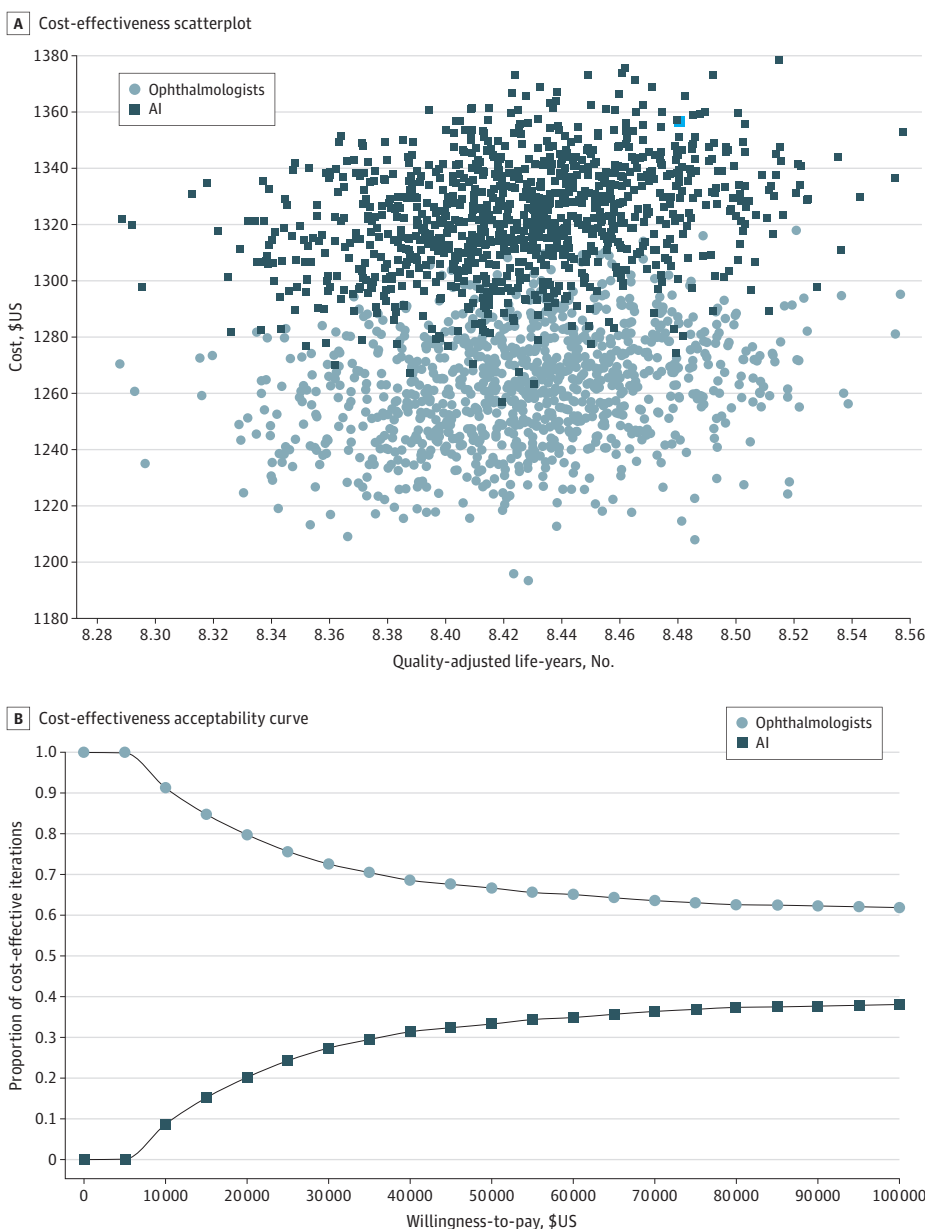 A Cost-effectiveness scatterplot
1380
1360
1340
1320
1300
1280
1260
1240
1220
1200
1180
Cost, $US
Ophthalmologists
AI
8.28 8.30 8.32 8.34 8.36 8.38 8.40 8.42 8.44 8.46 8.48 8.50 8.52 8.54 8.56
Quality-adjusted life-years, No.
B Cost-effectiveness acceptability curve
Ophthalmologists
AI
1.0
0.9
0.8
0.7
0.6
0.5
0.4
0.3
0.2
0.1
0
Proportion of cost-effective iterations
0 10000 20000 30000 40000 50000 60000 70000 80000 90000 100000
Willingness-to-pay, $US